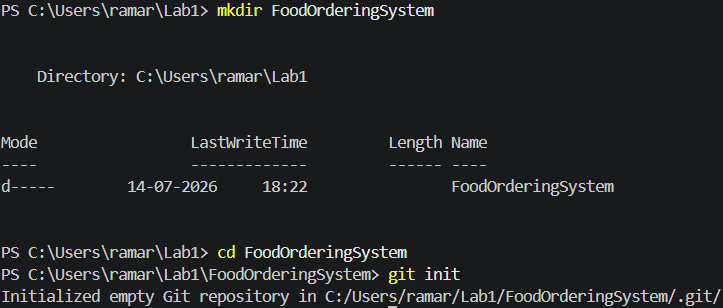 PS C:\Users\ramar\Lab1> mkdir FoodOrderingSystem
Directory: C:\Users\ramar\Lab1
Mode                 LastWriteTime         Length Name
----                 -------------         ------ ----
d-----        14-07-2026     18:22                FoodOrderingSystem
PS C:\Users\ramar\Lab1> cd FoodOrderingSystem
PS C:\Users\ramar\Lab1\FoodOrderingSystem> git init
Initialized empty Git repository in C:/Users/ramar/Lab1/FoodOrderingSystem/.git/